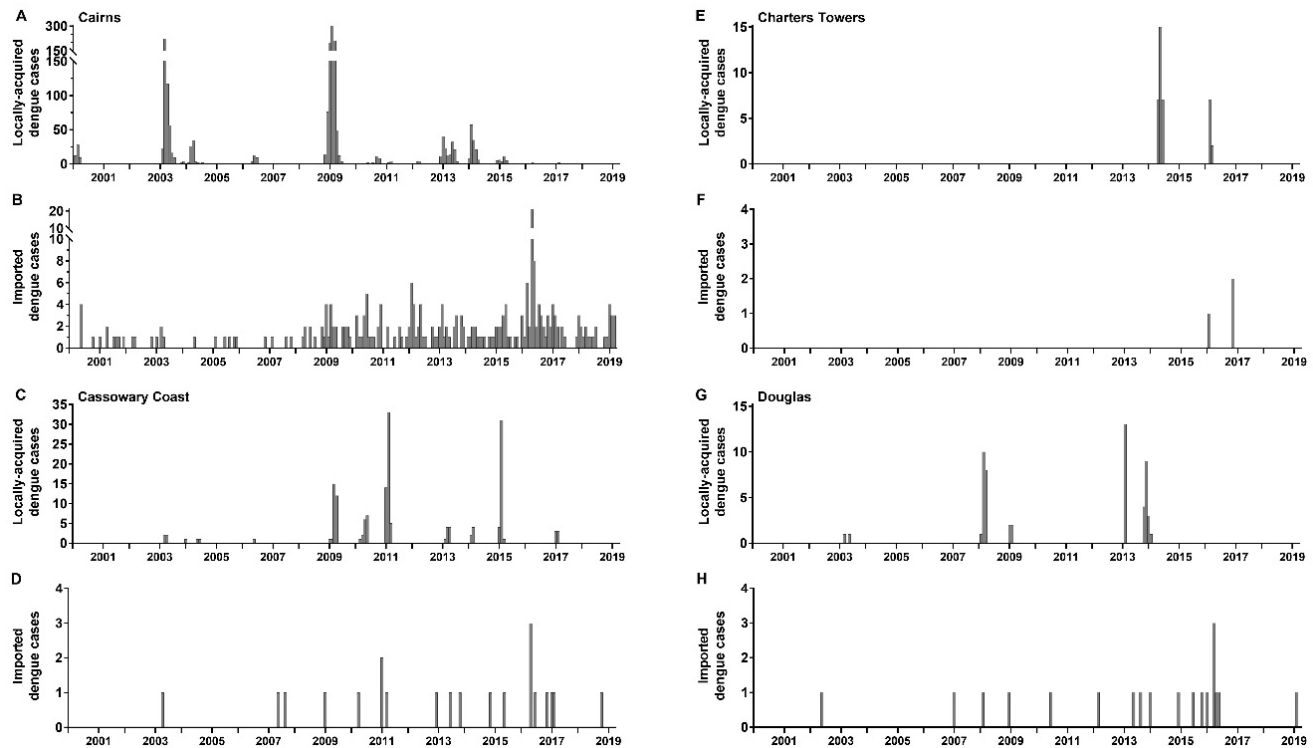 A Cairns
Locally-acquired
dengue cases
300
150
150
100
50
0
2001 2003 2005 2007 2009 2011 2013 2015 2017 2019
B
Imported
dengue cases
20
10
10
8
6
4
2
0
2001 2003 2005 2007 2009 2011 2013 2015 2017 2019
C Cassowary Coast
Locally-acquired
dengue cases
35
30
25
20
15
10
5
0
2001 2003 2005 2007 2009 2011 2013 2015 2017 2019
D
Imported
dengue cases
4
3
2
1
0
2001 2003 2005 2007 2009 2011 2013 2015 2017 2019
E Charters Towers
Locally-acquired
dengue cases
15
10
5
0
2001 2003 2005 2007 2009 2011 2013 2015 2017 2019
F
Imported
dengue cases
4
3
2
1
0
2001 2003 2005 2007 2009 2011 2013 2015 2017 2019
G Douglas
Locally-acquired
dengue cases
15
10
5
0
2001 2003 2005 2007 2009 2011 2013 2015 2017 2019
H
Imported
dengue cases
4
3
2
1
0
2001 2003 2005 2007 2009 2011 2013 2015 2017 2019